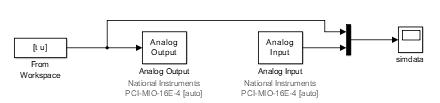 [t u]
From
Workspace
Analog
Output
Analog Output
National Instruments
PCI-MIO-16E-4 [auto]
Analog
Input
Analog Input
National Instruments
PCI-MIO-16E-4 [auto]
simdata